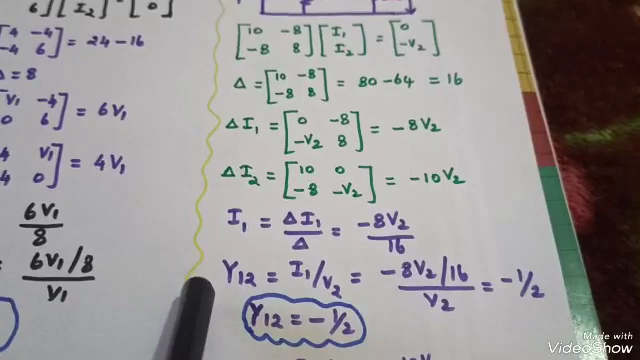 6] [I2] [0]
[4 -4
-4 6] = 24-16
Δ = 8
V1 -4
0 6] = 6V1
4 V1
4 0] = 4V1
6V1
8
= 6V1/8
V1
[10 -8
-8 8] [I1
I2] = [0
-V2]
Δ = [10 -8
-8 8] = 80-64 = 16
ΔI1 = [0 -8
-V2 8] = -8V2
ΔI2 = [10 0
-8 -V2] = -10V2
I1 = ΔI1/Δ = -8V2/16
Y12 = I1/V2 = -8V2/16 / V2 = -1/2
Y12 = -1/2
Made with
VideoShow